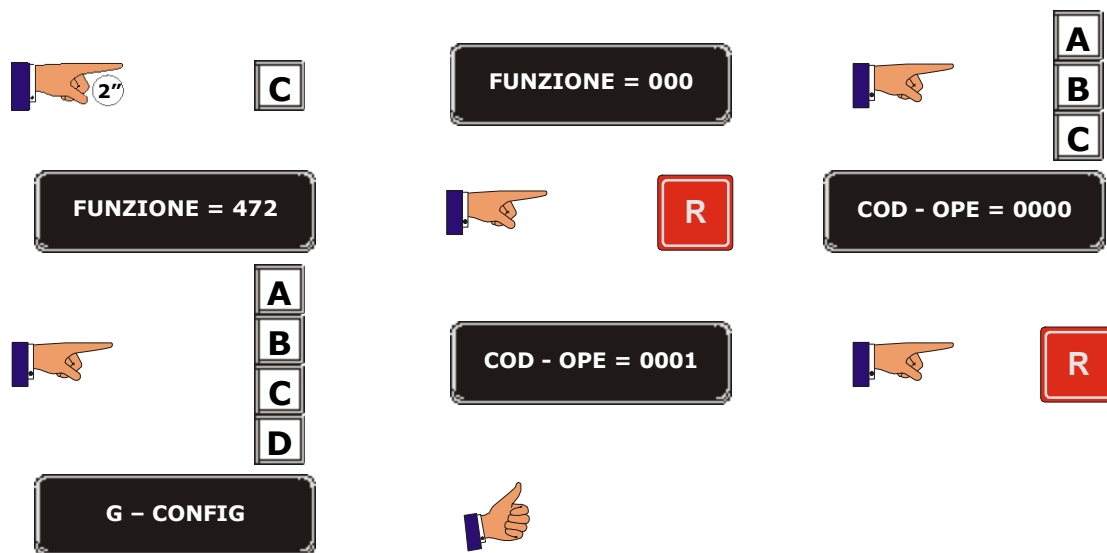 2”
C
FUNZIONE = 000
A
B
C
FUNZIONE = 472
R
COD - OPE = 0000
A
B
C
D
COD - OPE = 0001
R
G – CONFIG